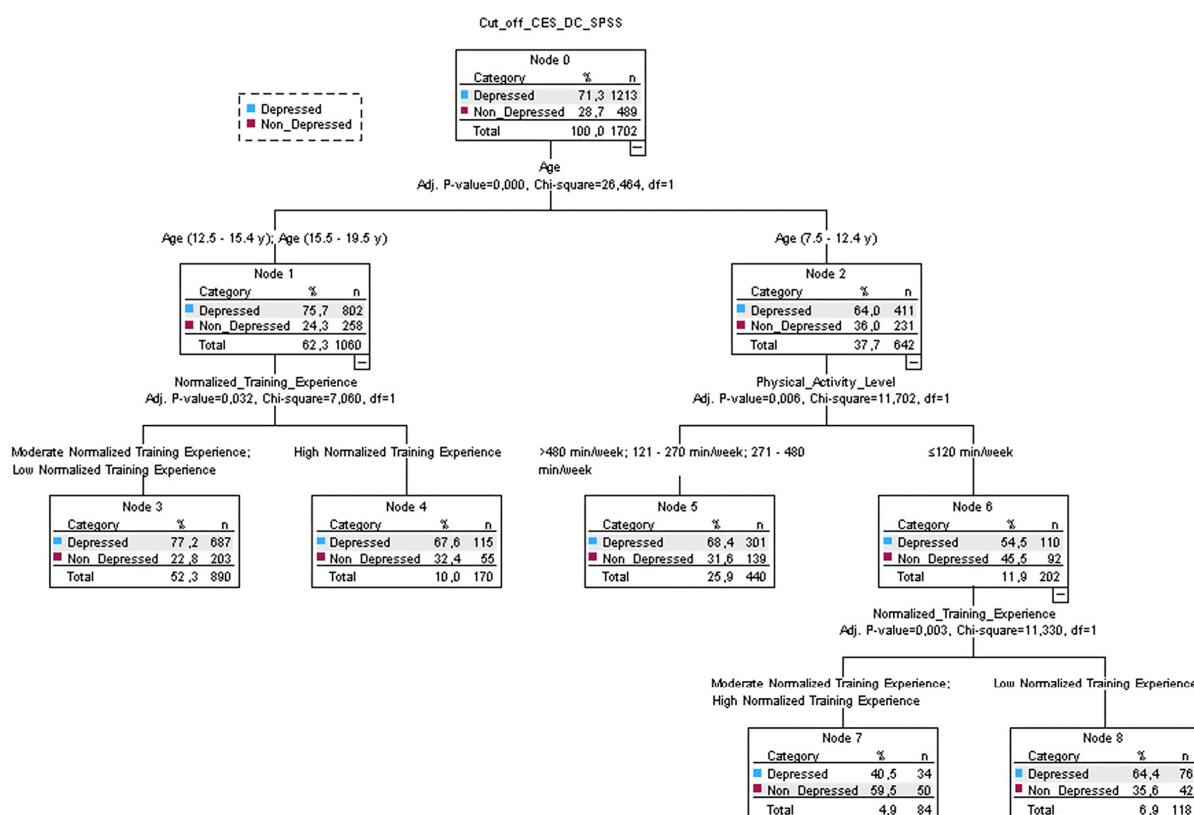 Cut_off_CES_DC_SPSS
Depressed
Non_Depressed
Node 0
Category % n
Depressed 71,3 1213
Non_Depressed 28,7 489
Total 100,0 1702
Age
Adj. P-value=0,000, Chi-square=26,464, df=1
Age (12.5 - 15.4 y); Age (15.5 - 19.5 y)
Age (7.5 - 12.4 y)
Node 1
Category % n
Depressed 75,7 802
Non_Depressed 24,3 258
Total 62,3 1060
Node 2
Category % n
Depressed 64,0 411
Non_Depressed 36,0 231
Total 37,7 642
Normalized_Training_Experience
Adj. P-value=0,032, Chi-square=7,060, df=1
Physical_Activity_Level
Adj. P-value=0,006, Chi-square=11,702, df=1
Moderate Normalized Training Experience;
Low Normalized Training Experience
High Normalized Training Experience
>480 min/week; 121 - 270 min/week; 271 - 480
min/week
≤120 min/week
Node 3
Category % n
Depressed 77,2 687
Non_Depressed 22,8 203
Total 52,3 890
Node 4
Category % n
Depressed 67,6 115
Non_Depressed 32,4 55
Total 10,0 170
Node 5
Category % n
Depressed 68,4 301
Non_Depressed 31,6 139
Total 25,9 440
Node 6
Category % n
Depressed 54,5 110
Non_Depressed 45,5 92
Total 11,9 202
Normalized_Training_Experience
Adj. P-value=0,003, Chi-square=11,330, df=1
Moderate Normalized Training Experience;
High Normalized Training Experience
Low Normalized Training Experience
Node 7
Category % n
Depressed 40,5 34
Non_Depressed 59,5 50
Total 4,9 84
Node 8
Category % n
Depressed 64,4 76
Non_Depressed 35,6 42
Total 6,9 118